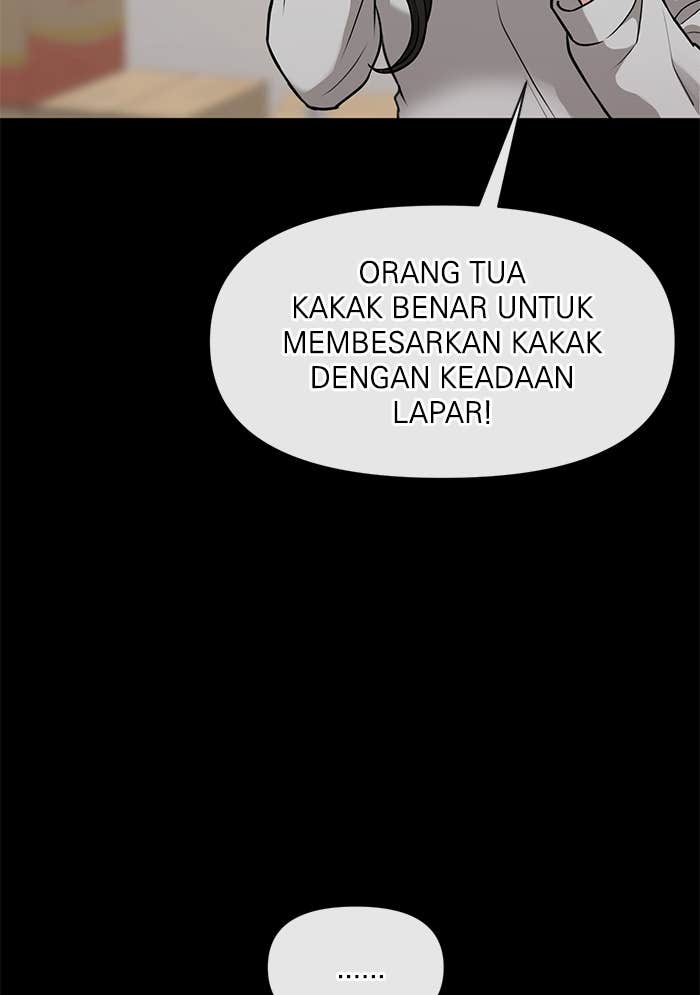 ORANG TUA
KAKAK BENAR UNTUK
MEMBESARKAN KAKAK
DENGAN KEADAAN
LAPAR!
......